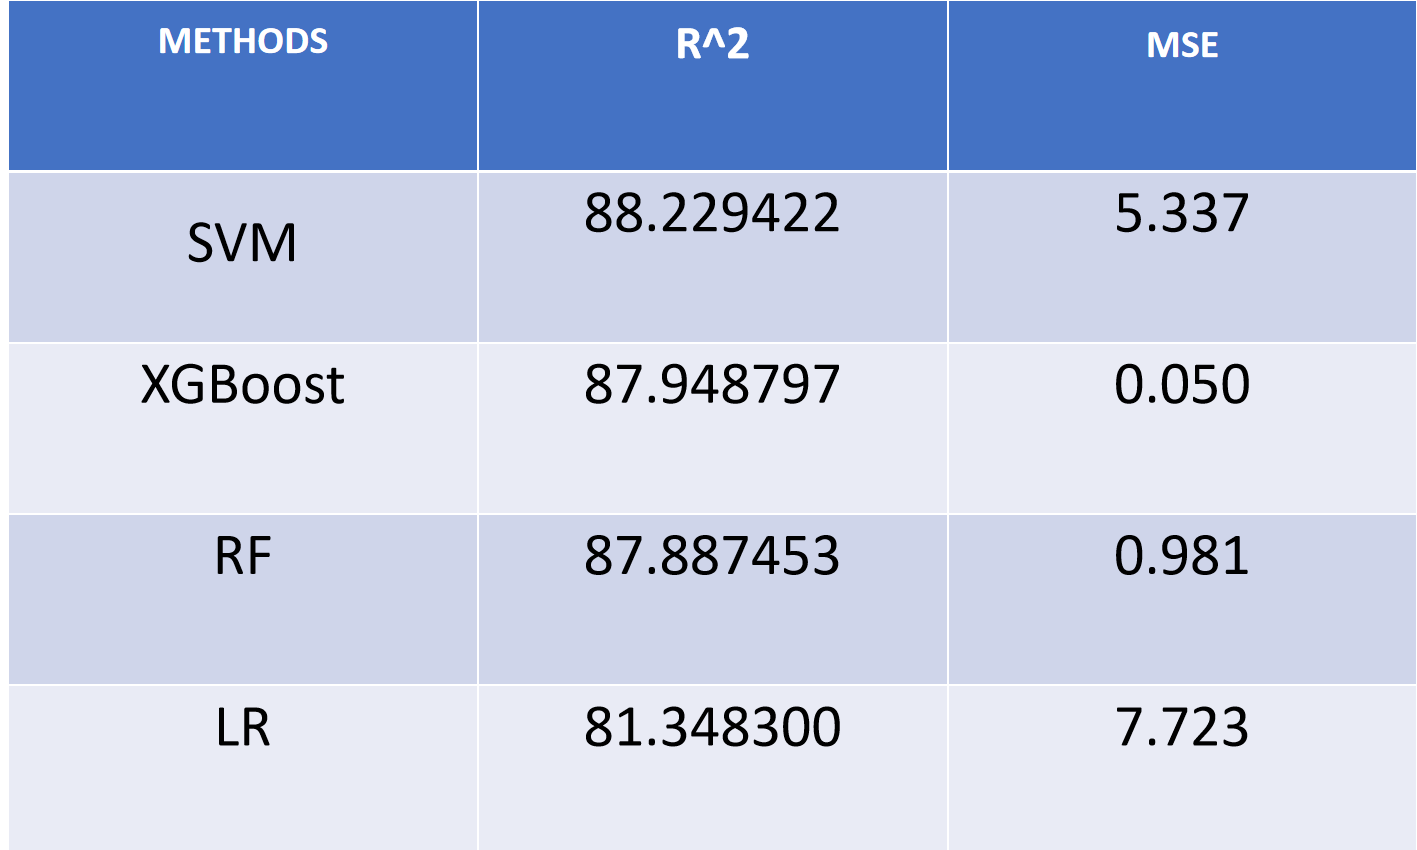 METHODS R^2 MSE
SVM 88.229422 5.337
XGBoost 87.948797 0.050
RF 87.887453 0.981
LR 81.348300 7.723